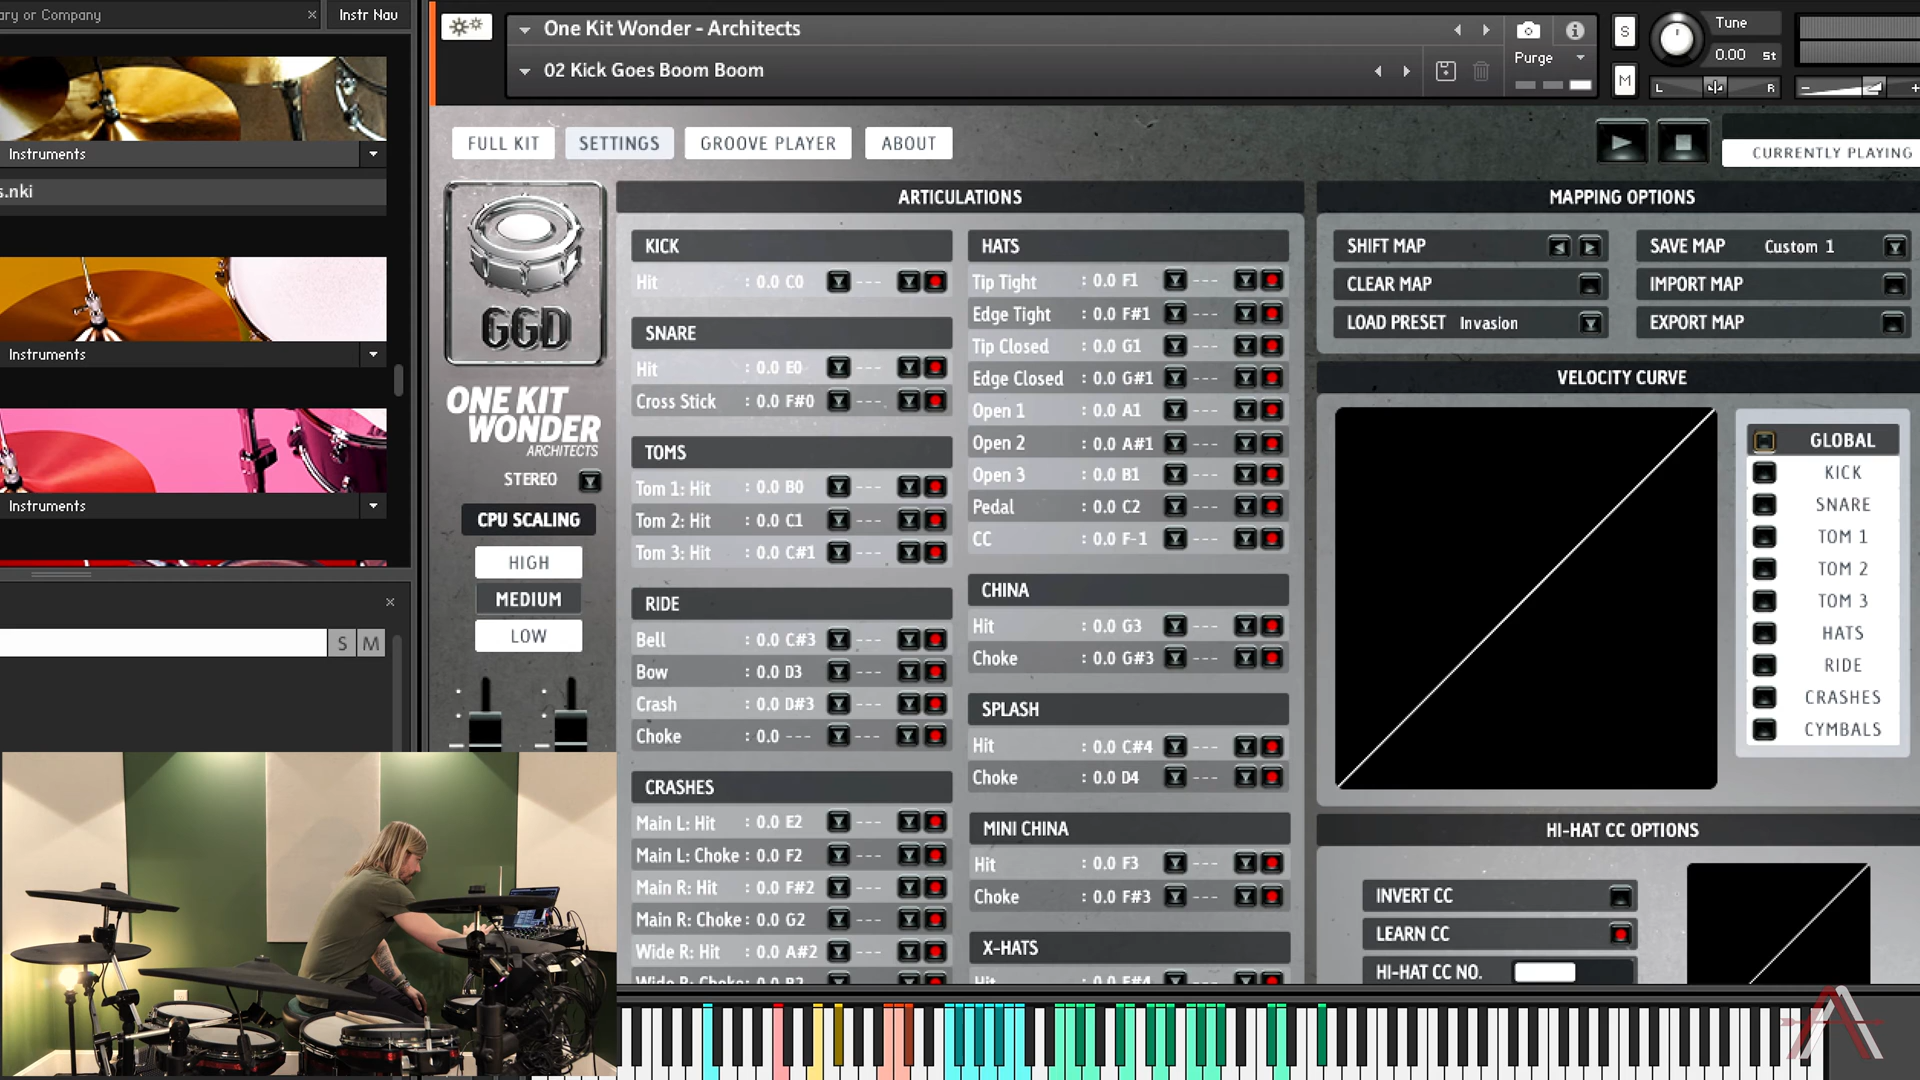 ary or Company × Instr Nav
One Kit Wonder - Architects
02 Kick Goes Boom Boom
Purge
S
M
Tune
0.00 st
L R
- +
Instruments
s.nki
Instruments
Instruments
×
S M
FULL KIT SETTINGS GROOVE PLAYER ABOUT
CURRENTLY PLAYING
GGD
ONE KIT
WONDER
ARCHITECTS
STEREO
CPU SCALING
HIGH
MEDIUM
LOW
ARTICULATIONS
KICK
Hit : 0.0 C0 ---
SNARE
Hit : 0.0 E0 ---
Cross Stick : 0.0 F#0 ---
TOMS
Tom 1: Hit : 0.0 B0 ---
Tom 2: Hit : 0.0 C1 ---
Tom 3: Hit : 0.0 C#1 ---
RIDE
Bell : 0.0 C#3 ---
Bow : 0.0 D3 ---
Crash : 0.0 D#3 ---
Choke : 0.0 --- ---
CRASHES
Main L: Hit : 0.0 E2 ---
Main L: Choke : 0.0 F2 ---
Main R: Hit : 0.0 F#2 ---
Main R: Choke : 0.0 G2 ---
Wide R: Hit : 0.0 A#2 ---
Wide R: Choke : 0.0 B2 ---
HATS
Tip Tight : 0.0 F1 ---
Edge Tight : 0.0 F#1 ---
Tip Closed : 0.0 G1 ---
Edge Closed : 0.0 G#1 ---
Open 1 : 0.0 A1 ---
Open 2 : 0.0 A#1 ---
Open 3 : 0.0 B1 ---
Pedal : 0.0 C2 ---
CC : 0.0 F-1 ---
CHINA
Hit : 0.0 G3 ---
Choke : 0.0 G#3 ---
SPLASH
Hit : 0.0 C#4 ---
Choke : 0.0 D4 ---
MINI CHINA
Hit : 0.0 F3 ---
Choke : 0.0 F#3 ---
X-HATS
Hit : 0.0 F#4 ---
MAPPING OPTIONS
SHIFT MAP
SAVE MAP Custom 1
CLEAR MAP
IMPORT MAP
LOAD PRESET Invasion
EXPORT MAP
VELOCITY CURVE
GLOBAL
KICK
SNARE
TOM 1
TOM 2
TOM 3
HATS
RIDE
CRASHES
CYMBALS
HI-HAT CC OPTIONS
INVERT CC
LEARN CC
HI-HAT CC NO.